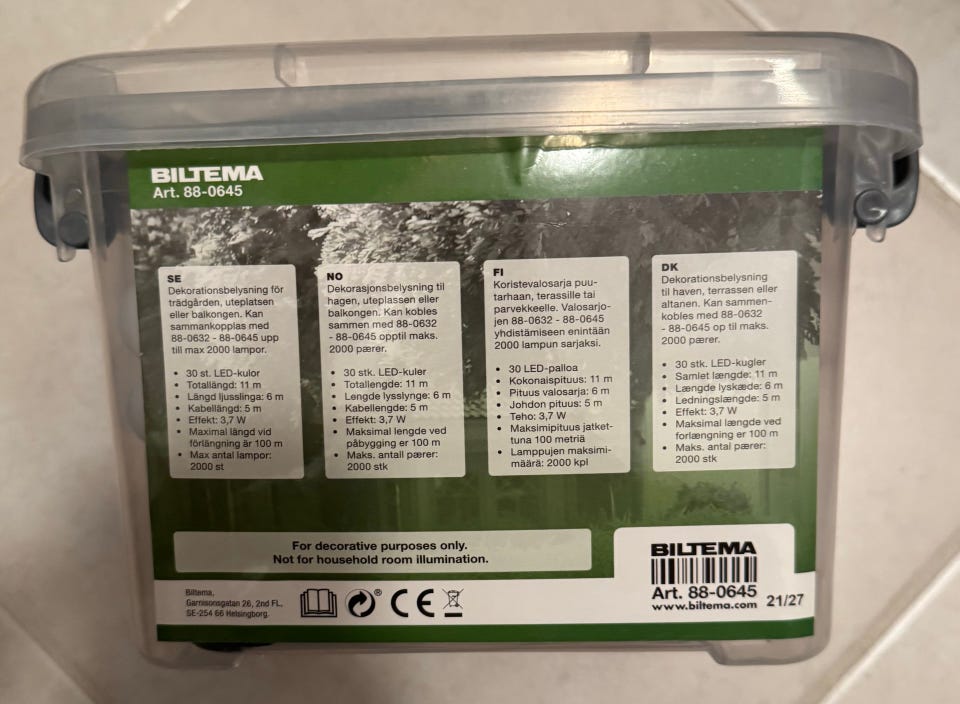 BILTEMA
Art. 88-0645
SE
Dekorationsbelysning för
trädgården, uteplatsen
eller balkongen. Kan
sammankopplas med
88-0632 - 88-0645 upp
till max 2000 lampor.
• 30 st. LED-kulor
• Totallängd: 11 m
• Längd ljusslinga: 6 m
• Kabellängd: 5 m
• Effekt: 3,7 W
• Maximal längd vid
förlängning är 100 m
• Max antal lampor:
2000 st
NO
Dekorasjonsbelysning til
hagen, uteplassen eller
balkongen. Kan kobles
sammen med 88-0632
- 88-0645 opptil maks.
2000 pærer.
• 30 stk. LED-kuler
• Totallengde: 11 m
• Lengde lysslynge: 6 m
• Kabellengde: 5 m
• Effekt: 3,7 W
• Maksimal lengde ved
påbygging er 100 m
• Maks. antall pærer:
2000 stk
FI
Koristevalosarja puu-
tarhaan, terassille tai
parvekkeelle. Valosarjo-
jen 88-0632 - 88-0645
yhdistämiseen enintään
2000 lampun sarjaksi.
• 30 LED-palloa
• Kokonaispituus: 11 m
• Pituus valosarja: 6 m
• Johdon pituus: 5 m
• Teho: 3,7 W
• Maksimipituus jatket-
tuna 100 metriä
• Lamppujen maksimi-
määrä: 2000 kpl
DK
Dekorationsbelysning
til haven, terrassen eller
altanen. Kan sammen-
kobles med 88-0632
- 88-0645 op til maks.
2000 pærer.
• 30 stk. LED-kugler
• Samlet længde: 11 m
• Længde lyskæde: 6 m
• Ledningslængde: 5 m
• Effekt: 3,7 W
• Maksimal længde ved
forlængning er 100 m
• Maks. antal pærer:
2000 stk
For decorative purposes only.
Not for household room illumination.
Biltema,
Garnisonsgatan 26, 2nd FL,
SE-254 66 Helsingborg.
® CE
BILTEMA
Art. 88-0645
www.biltema.com 21/27